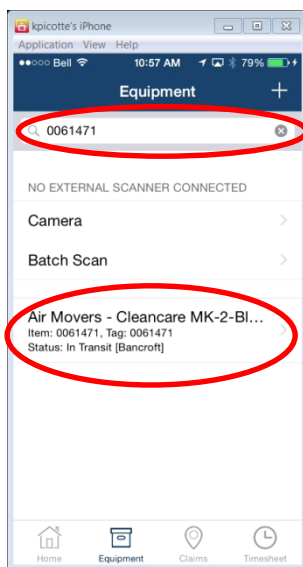 kpicotte's iPhone
Application View Help
Bell 10:57 AM 79%
Equipment +
0061471
NO EXTERNAL SCANNER CONNECTED
Camera
Batch Scan
Air Movers - Cleancare MK-2-Bl...
Item: 0061471, Tag: 0061471
Status: In Transit [Bancroft]
Home Equipment Claims Timesheet